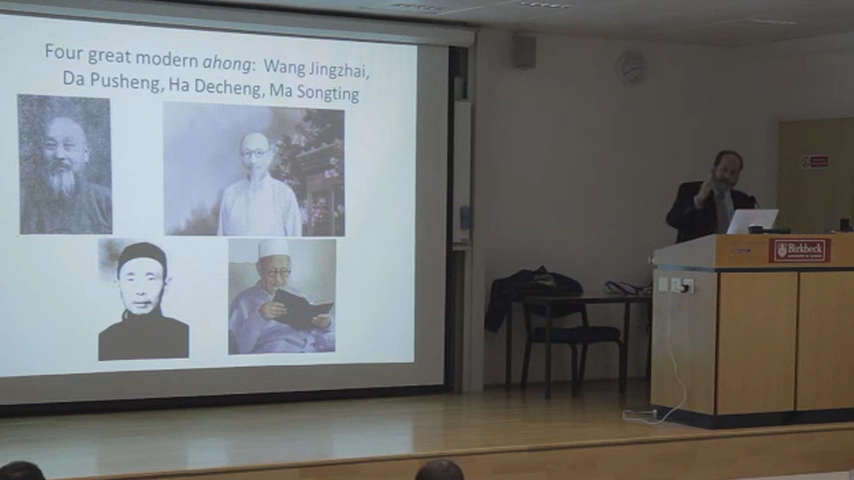 Four great modern ahong: Wang Jingzhai,
Da Pusheng, Ha Decheng, Ma Songting
Birkbeck